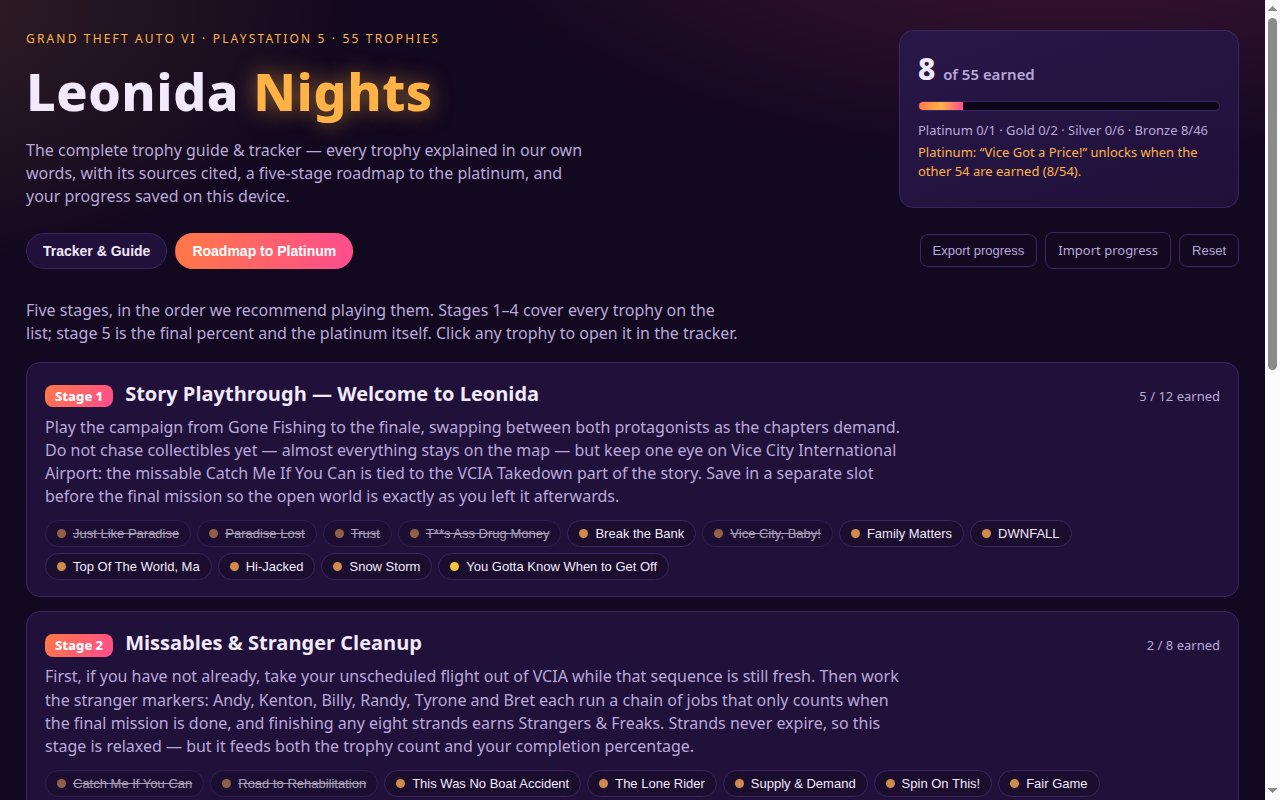 GRAND THEFT AUTO VI · PLAYSTATION 5 · 55 TROPHIES
Leonida Nights
The complete trophy guide & tracker — every trophy explained in our own
words, with its sources cited, a five-stage roadmap to the platinum, and
your progress saved on this device.
8 of 55 earned
Platinum 0/1 · Gold 0/2 · Silver 0/6 · Bronze 8/46
Platinum: “Vice Got a Price!” unlocks when the
other 54 are earned (8/54).
Tracker & Guide
Roadmap to Platinum
Export progress
Import progress
Reset
Five stages, in the order we recommend playing them. Stages 1–4 cover every trophy on the
list; stage 5 is the final percent and the platinum itself. Click any trophy to open it in the tracker.
Stage 1 Story Playthrough — Welcome to Leonida
5 / 12 earned
Play the campaign from Gone Fishing to the finale, swapping between both protagonists as the chapters demand.
Do not chase collectibles yet — almost everything stays on the map — but keep one eye on Vice City International
Airport: the missable Catch Me If You Can is tied to the VCIA Takedown part of the story. Save in a separate slot
before the final mission so the open world is exactly as you left it afterwards.
Just Like Paradise
Paradise Lost
Trust
T**s Ass Drug Money
Break the Bank
Vice City, Baby!
Family Matters
DWNFALL
Top Of The World, Ma
Hi-Jacked
Snow Storm
You Gotta Know When to Get Off
Stage 2 Missables & Stranger Cleanup
2 / 8 earned
First, if you have not already, take your unscheduled flight out of VCIA while that sequence is still fresh. Then work
the stranger markers: Andy, Kenton, Billy, Randy, Tyrone and Bret each run a chain of jobs that only counts when
the final mission is done, and finishing any eight strands earns Strangers & Freaks. Strands never expire, so this
stage is relaxed — but it feeds both the trophy count and your completion percentage.
Catch Me If You Can
Road to Rehabilitation
This Was No Boat Accident
The Lone Rider
Supply & Demand
Spin On This!
Fair Game